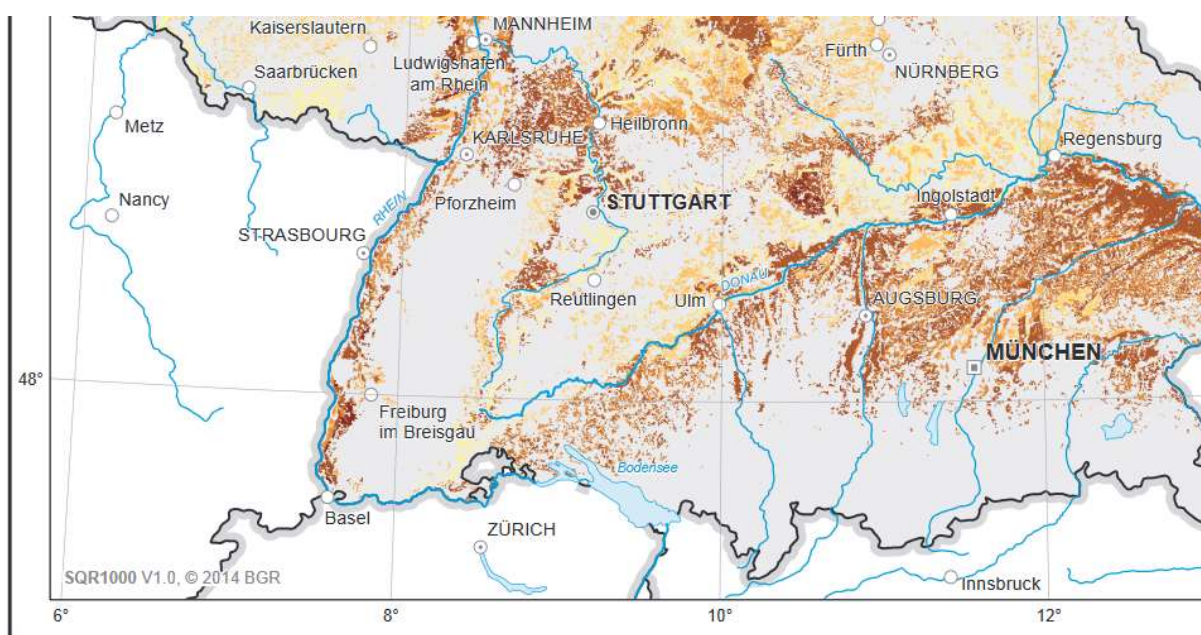 Kaiserslautern
MANNHEIM
Fürth
NÜRNBERG
Saarbrücken
Ludwigshafen
am Rhein
Metz
Heilbronn
KARLSRUHE
Regensburg
Nancy
Pforzheim
STUTTGART
Ingolstadt
RHEIN
STRASBOURG
Reutlingen
Ulm
DONAU
AUGSBURG
MÜNCHEN
48°
Freiburg
im Breisgau
Bodensee
Basel
ZÜRICH
SQR1000 V1.0, © 2014 BGR
Innsbruck
6°
8°
10°
12°